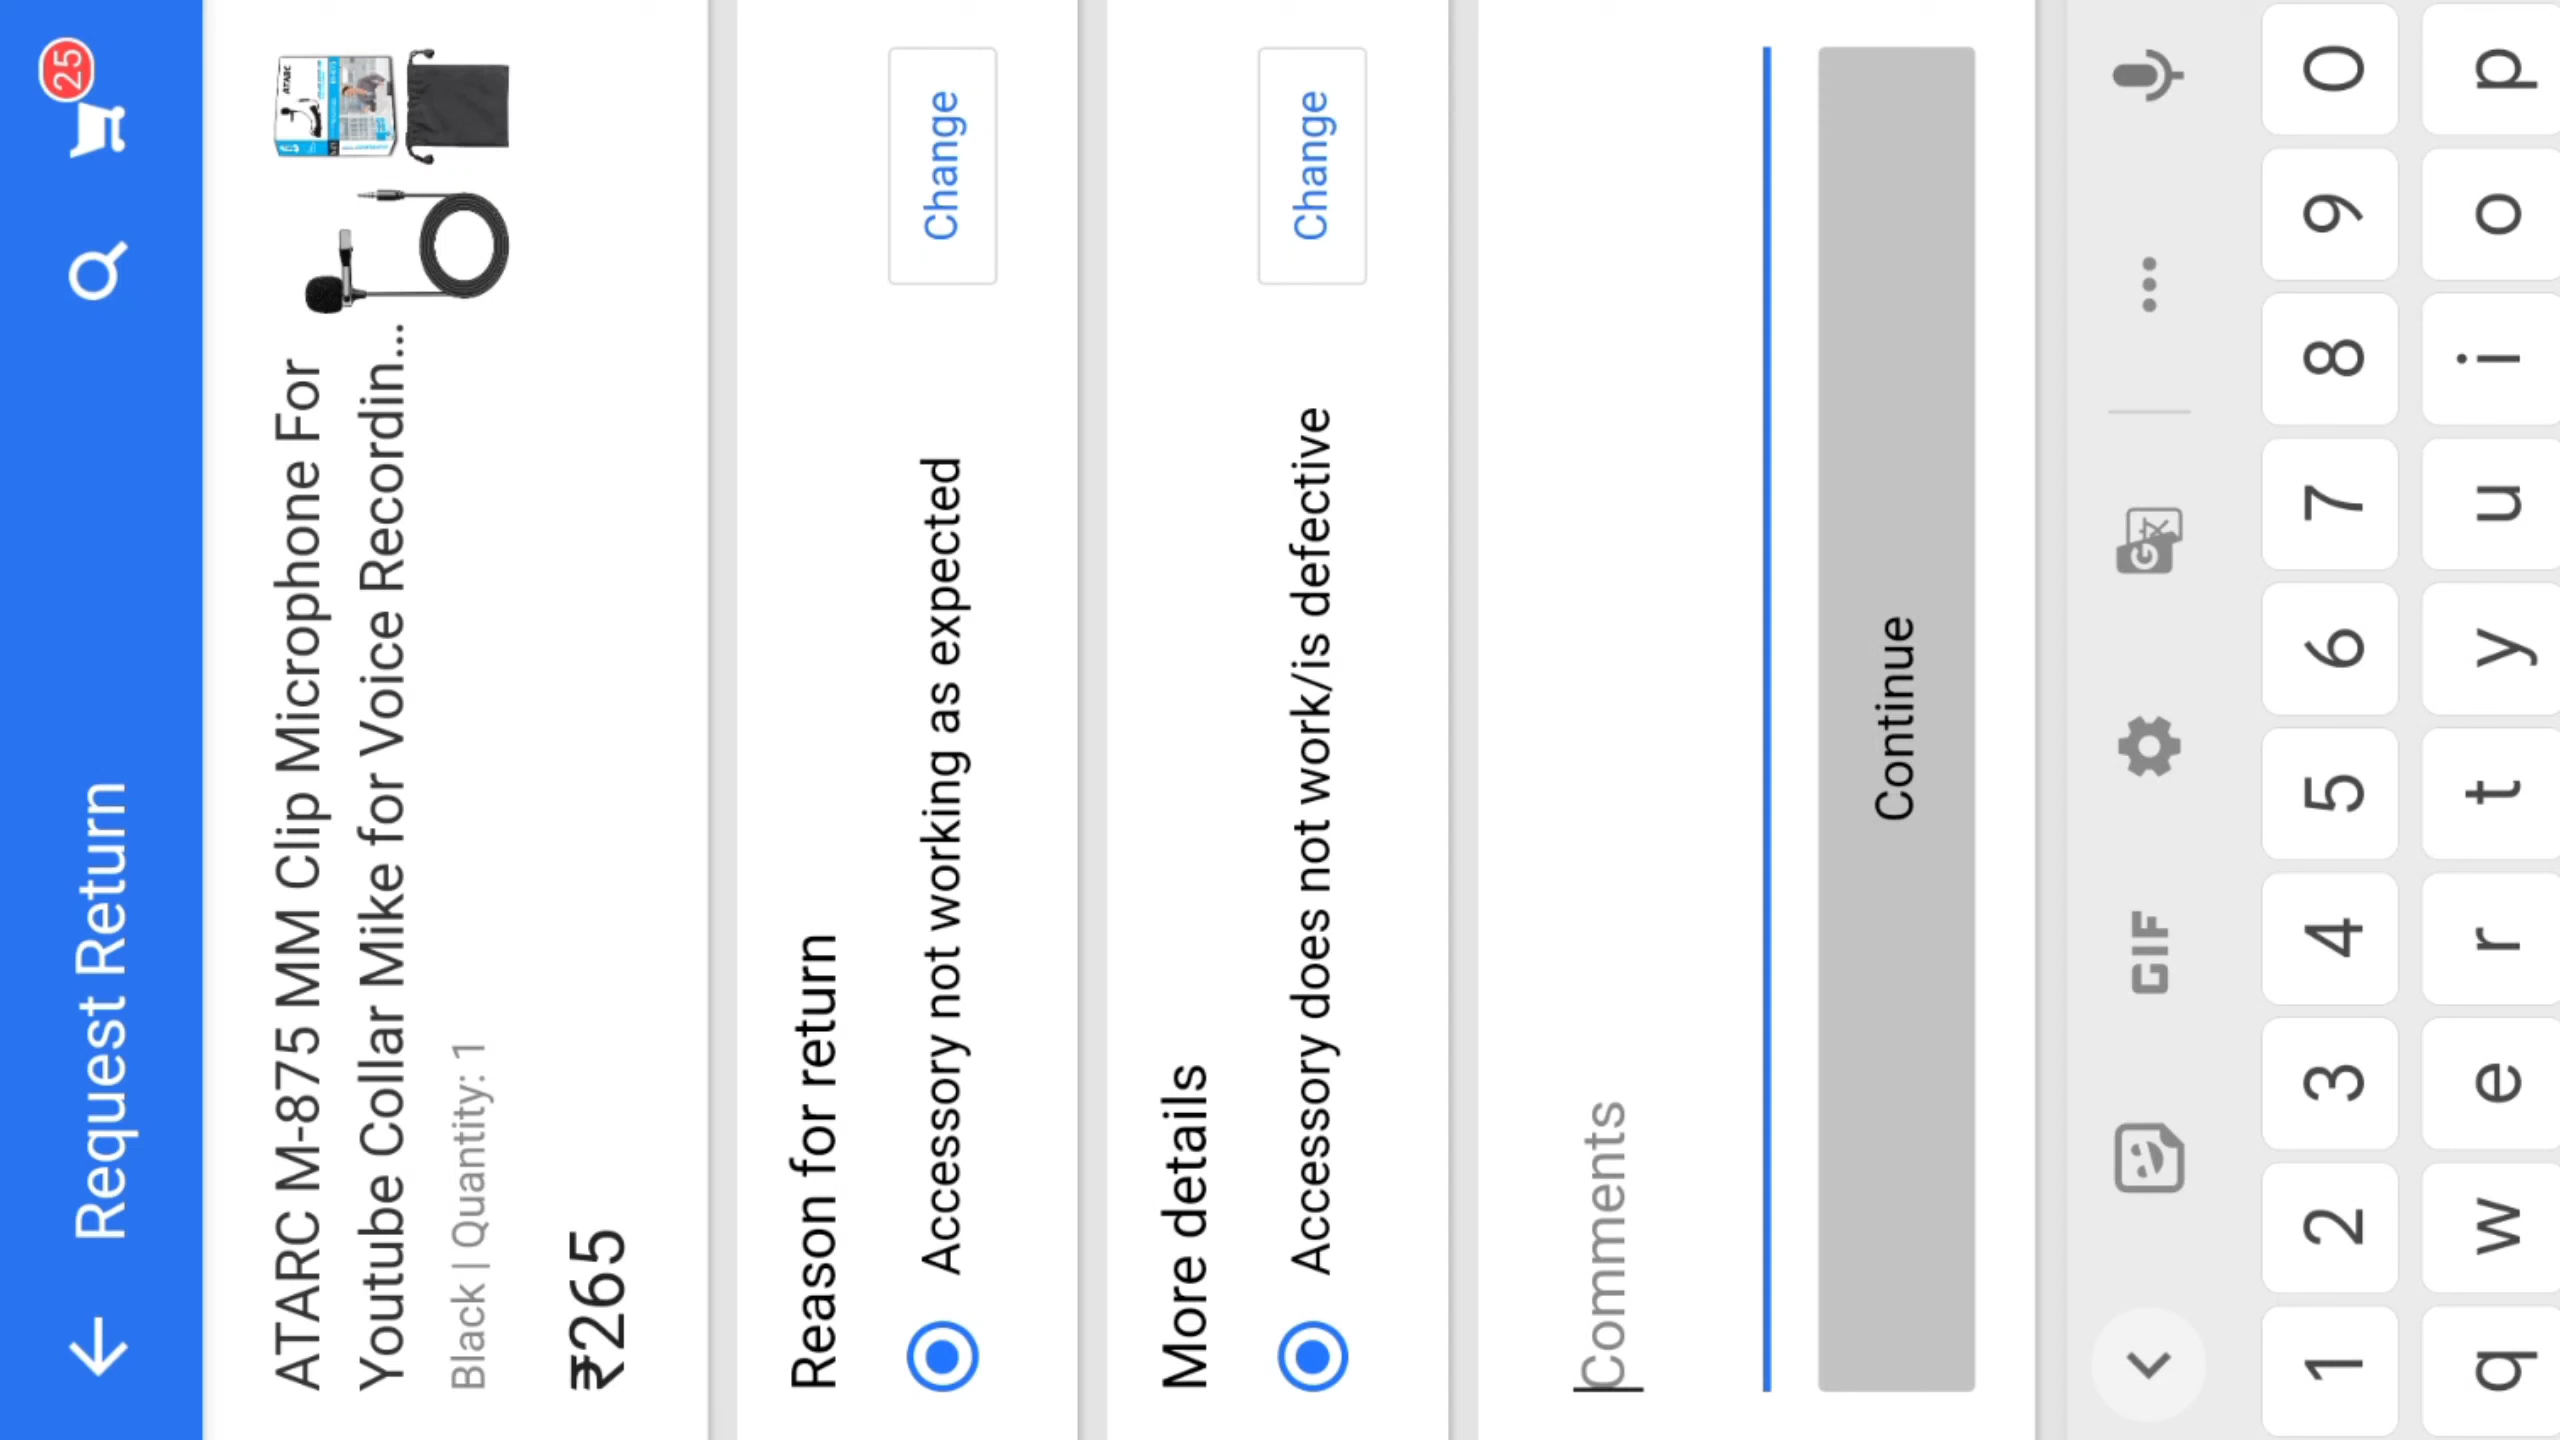 Request Return
25
ATARC M-875 MM Clip Microphone For
Youtube Collar Mike for Voice Recordin...
Black | Quantity: 1
₹265
ATARC
Reason for return
Accessory not working as expected
Change
More details
Accessory does not work/is defective
Change
Comments
Continue
GIF
G
1 2 3 4 5 6 7 8 9 0
q w e r t y u i o p